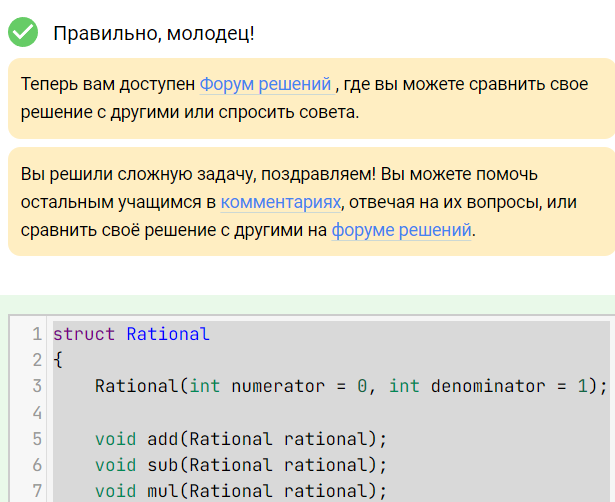 Правильно, молодец!
Теперь вам доступен Форум решений , где вы можете сравнить свое
решение с другими или спросить совета.
Вы решили сложную задачу, поздравляем! Вы можете помочь
остальным учащимся в комментариях, отвечая на их вопросы, или
сравнить своё решение с другими на форуме решений.
1 struct Rational
2 {
3     Rational(int numerator = 0, int denominator = 1);
4
5     void add(Rational rational);
6     void sub(Rational rational);
7     void mul(Rational rational);